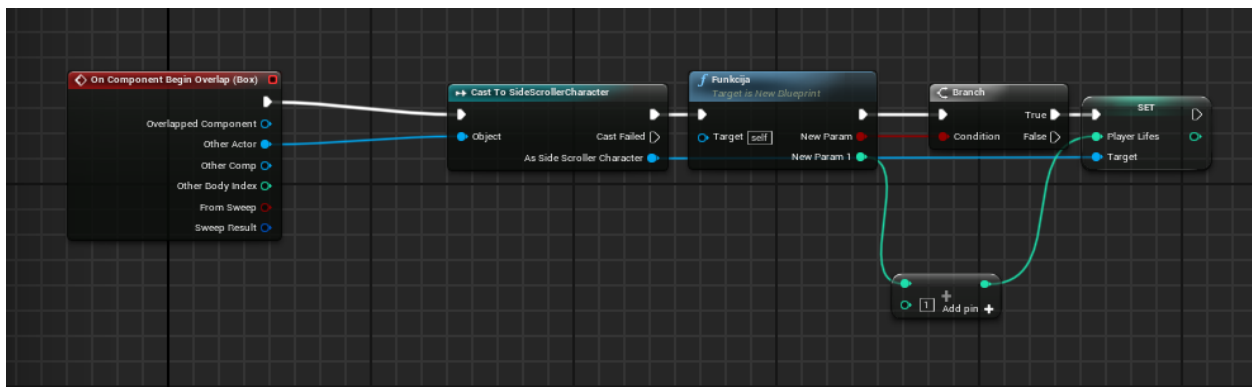 On Component Begin Overlap (Box)
Overlapped Component
Other Actor
Other Comp
Other Body Index
From Sweep
Sweep Result
Cast To SideScrollerCharacter
Object
Cast Failed
As Side Scroller Character
f Funkcija
Target is New Blueprint
Target self
New Param
New Param 1
Branch
True
Condition
False
SET
Player Lifes
Target
1
Add pin +